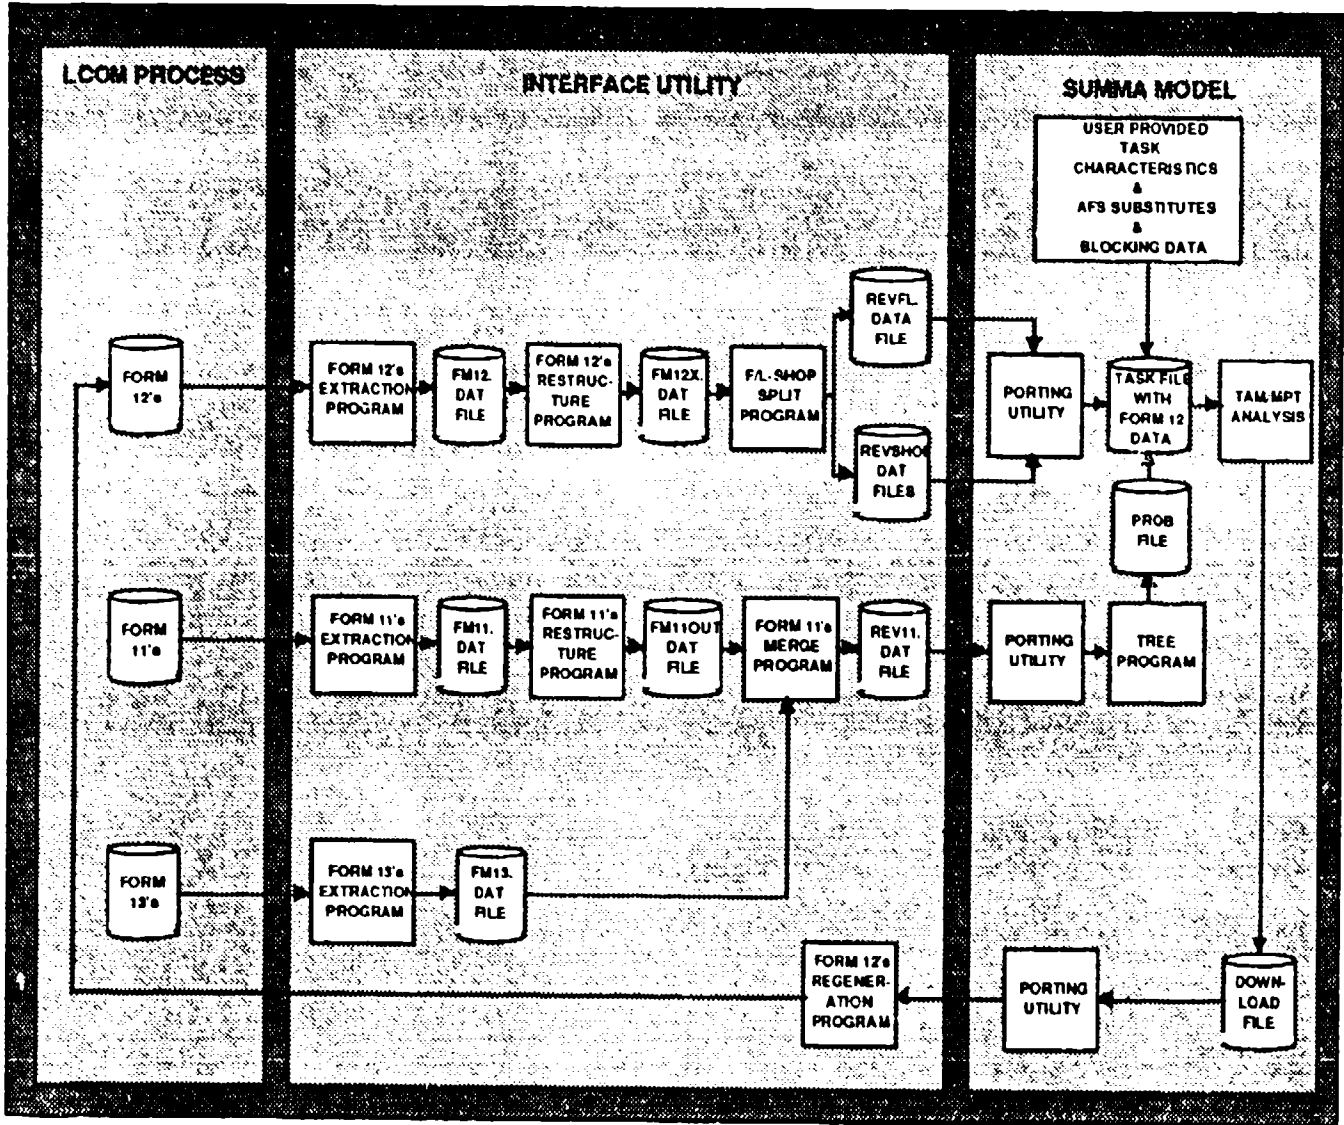 LCOM PROCESS
INTERFACE UTILITY
SUMMA MODEL
USER PROVIDED
TASK
CHARACTERISTICS
&
AFS SUBSTITUTES
&
BLOCKING DATA
REVFL.
DATA
FILE
FORM
12's
FORM 12's
EXTRACTION
PROGRAM
FM12.
DAT
FILE
FORM 12's
RESTRUC-
TURE
PROGRAM
FM12X.
DAT
FILE
F/L-SHOP
SPLIT
PROGRAM
REVSHOP
DAT
FILES
PORTING
UTILITY
TASK FILE
WITH
FORM 12
DATA
TAM/MPT
ANALYSIS
PROB
FILE
FORM
11's
FORM 11's
EXTRACTION
PROGRAM
FM11.
DAT
FILE
FORM 11's
RESTRUC-
TURE
PROGRAM
FM11OUT
DAT
FILE
FORM 11's
MERGE
PROGRAM
REV11.
DAT
FILE
PORTING
UTILITY
TREE
PROGRAM
FORM
13's
FORM 13's
EXTRACTION
PROGRAM
FM13.
DAT
FILE
FORM 12's
REGENER-
ATION
PROGRAM
PORTING
UTILITY
DOWN-
LOAD
FILE